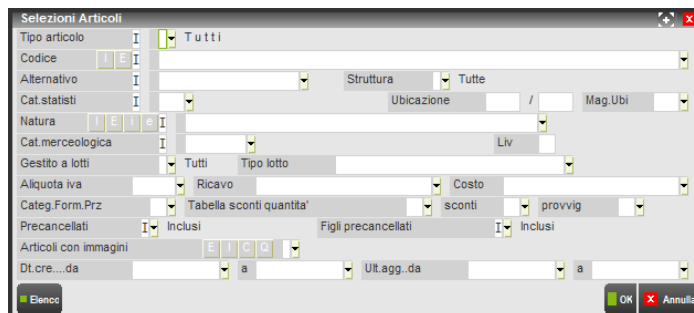 Selezioni Articoli
Tipo articolo I Tutti
Codice I E I
Alternativo I Struttura Tutte
Cat.statisti I Ubicazione / Mag.Ubi
Natura I E i e I
Cat.merceologica I Liv
Gestito a lotti Tutti Tipo lotto
Aliquota iva Ricavo Costo
Categ.Form.Prz Tabella sconti quantita' sconti provvig
Precancellati I Inclusi Figli precancellati I Inclusi
Articoli con immagini E I C Q
Dt.cre....da a Ult.agg..da a
Elenco OK X Annulla